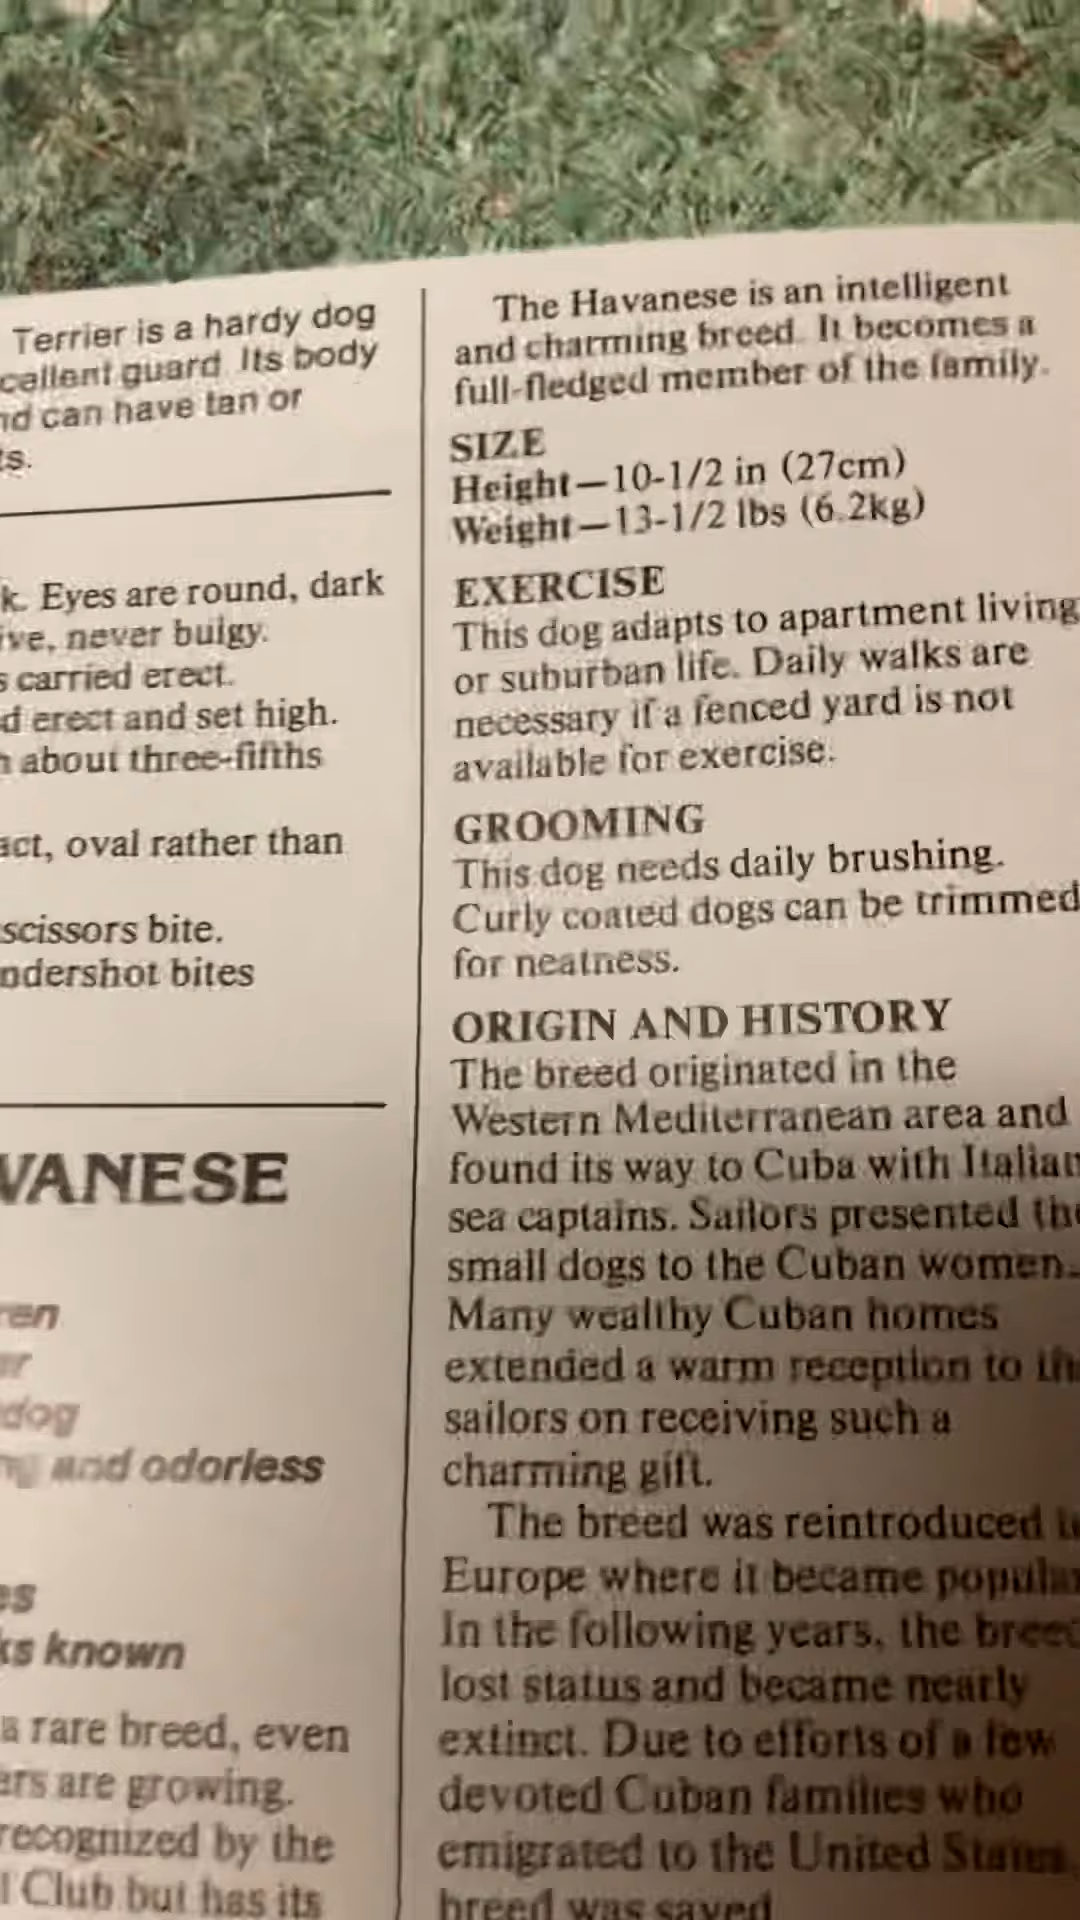 Terrier is a hardy dog
guard. Its body
can have tan or
k. Eyes are round, dark
never bulgy.
carried erect.
erect and set high.
about three-fifths
oval rather than
scissors bite.
bites
VANESE
dog
and odorless
known
a rare breed, even
are growing.
recognized by the
Club but has its
The Havanese is an intelligent
and charming breed. It becomes a
full-fledged member of the family.
SIZE
Height—10-1/2 in (27cm)
Weight—13-1/2 lbs (6.2kg)
EXERCISE
This dog adapts to apartment living
or suburban life. Daily walks are
necessary if a fenced yard is not
available for exercise.
GROOMING
This dog needs daily brushing.
Curly coated dogs can be trimmed
for neatness.
ORIGIN AND HISTORY
The breed originated in the
Western Mediterranean area and
found its way to Cuba with Italian
sea captains. Sailors presented the
small dogs to the Cuban women.
Many wealthy Cuban homes
extended a warm reception to
sailors on receiving such a
charming gift.
The breed was reintroduced
Europe where it became popular
In the following years, the breed
lost status and became nearly
extinct. Due to efforts of a few
devoted Cuban families who
emigrated to the United States,
breed was saved